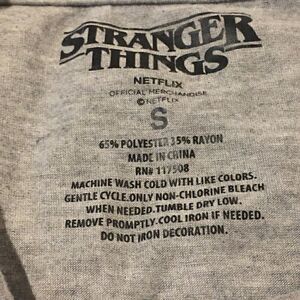 STRANGER
THINGS
NETFLIX
OFFICIAL MERCHANDISE
©NETFLIX
S
65% POLYESTER 35% RAYON
MADE IN CHINA
RN# 117508
MACHINE WASH COLD WITH LIKE COLORS.
GENTLE CYCLE.ONLY NON-CHLORINE BLEACH
WHEN NEEDED.TUMBLE DRY LOW.
REMOVE PROMPTLY.COOL IRON IF NEEDED.
DO NOT IRON DECORATION.